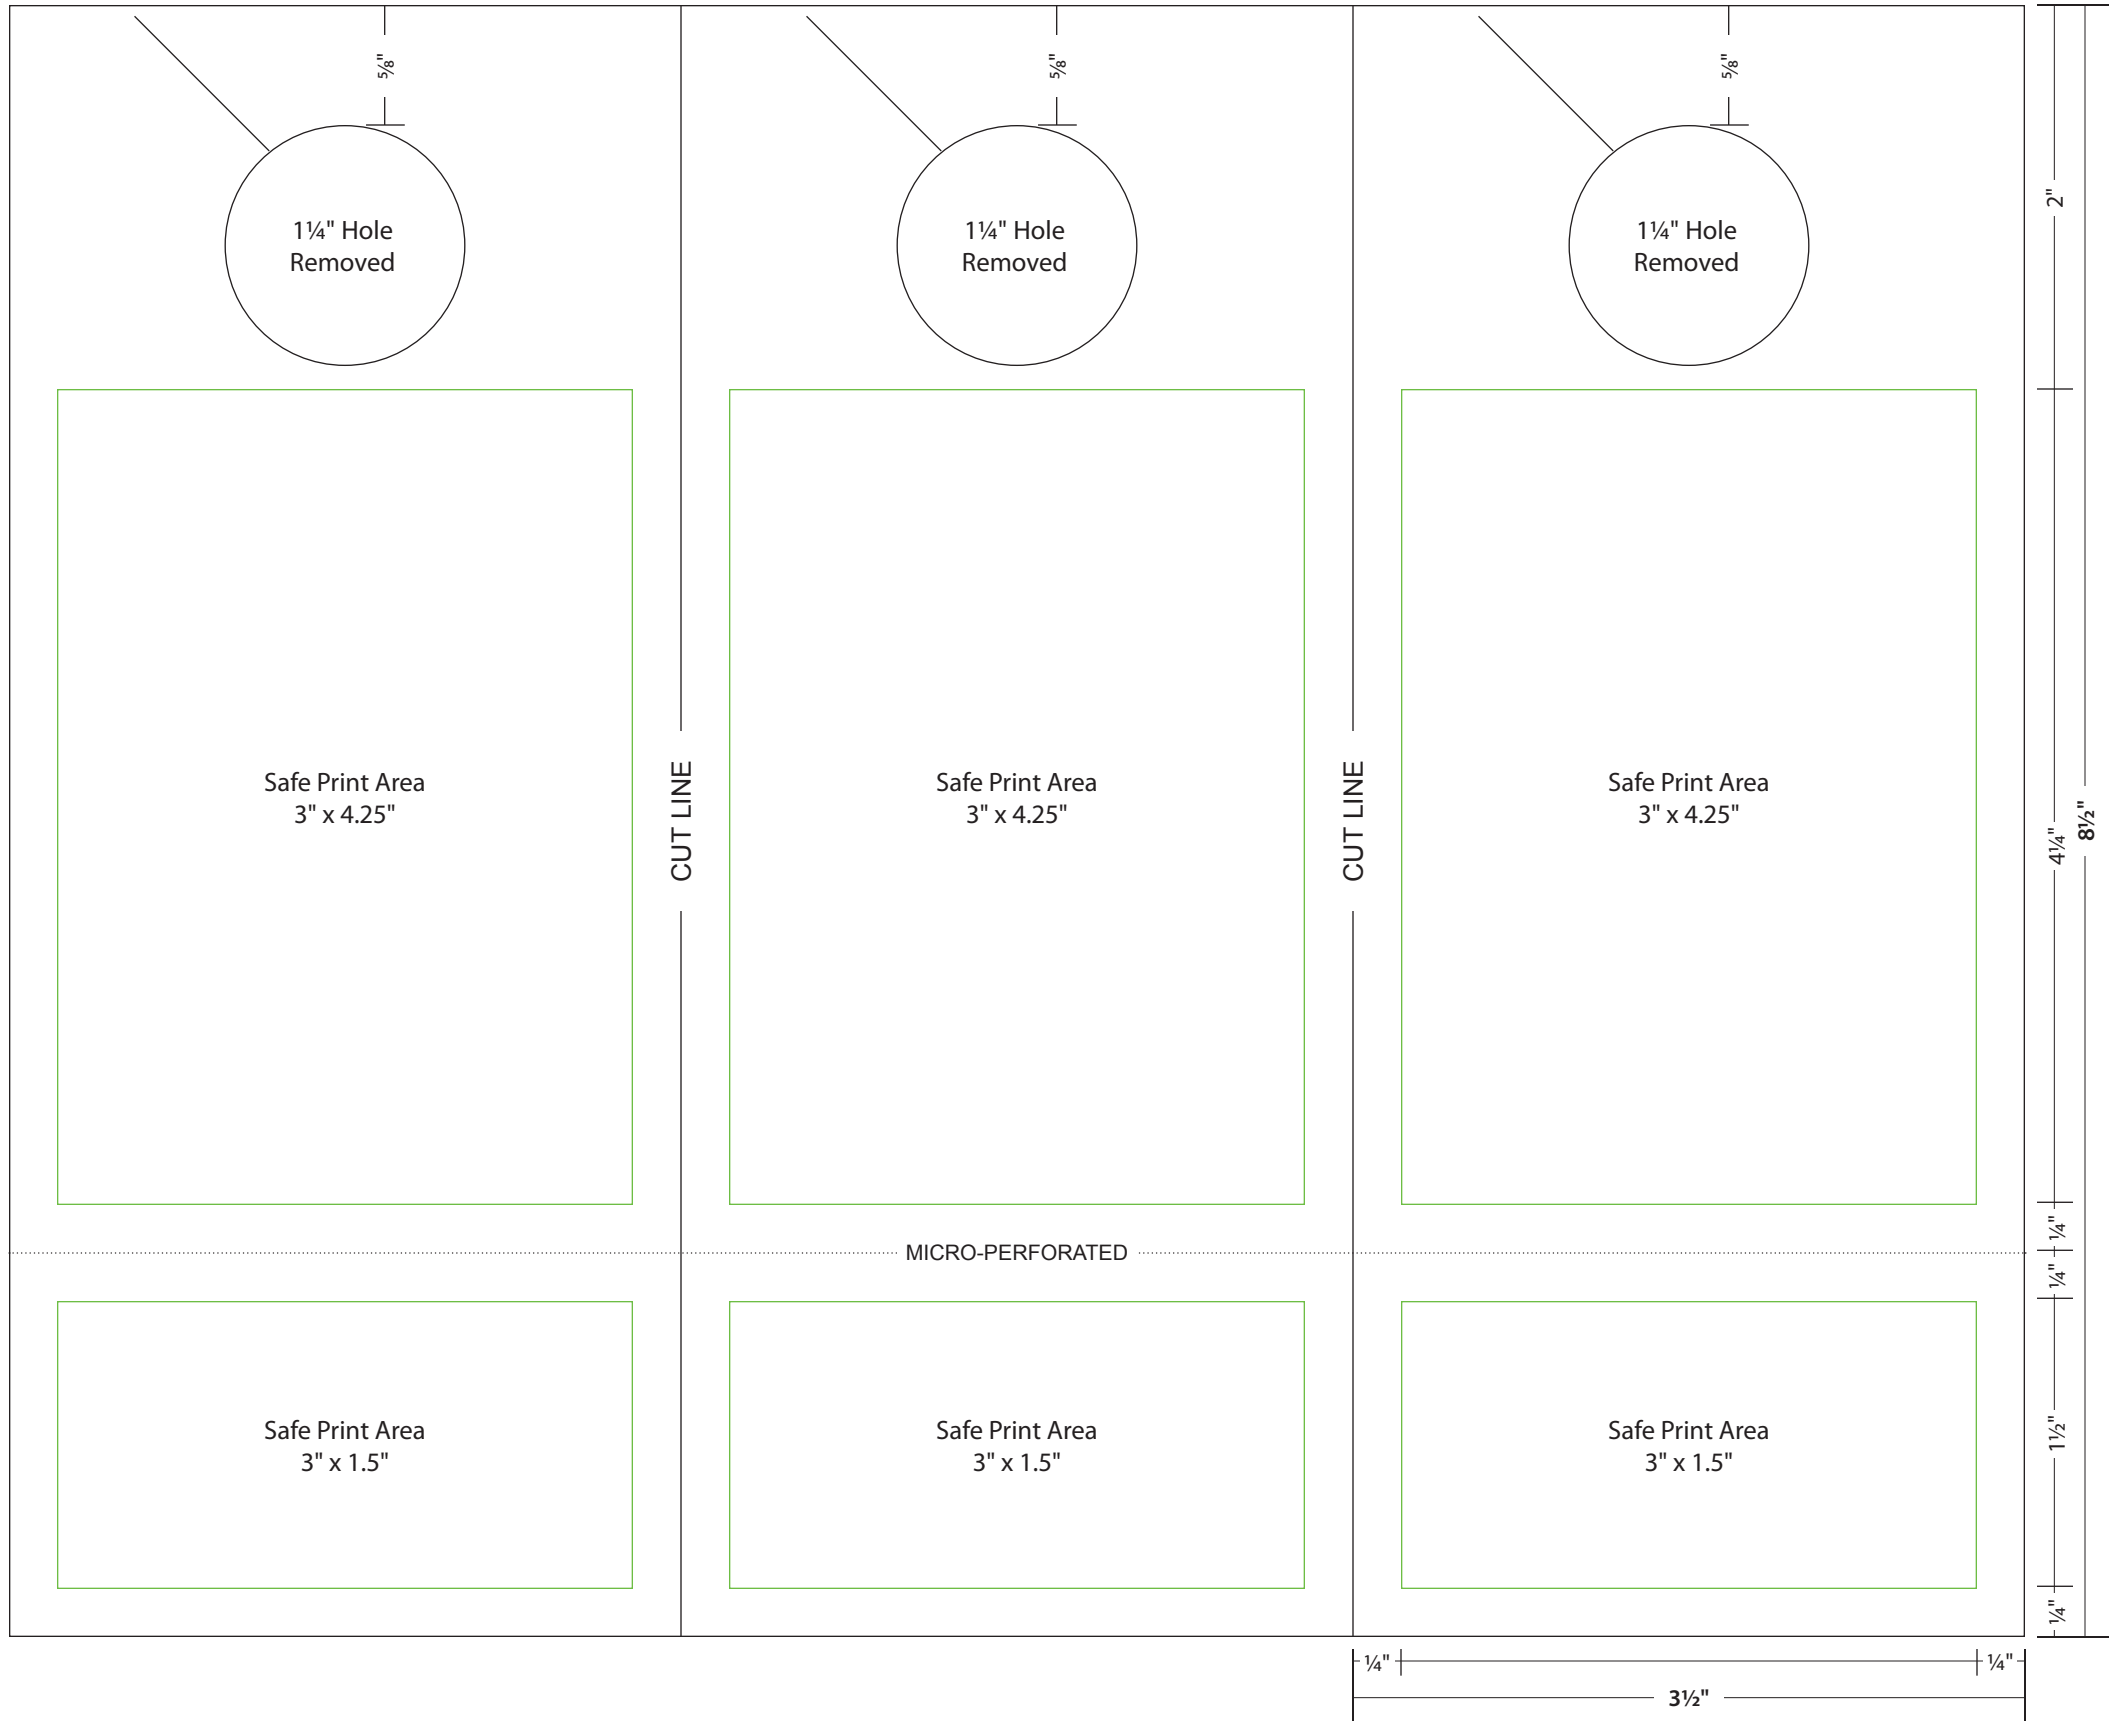 ⅝"
⅝"
⅝"
1¼" Hole
Removed
1¼" Hole
Removed
1¼" Hole
Removed
2"
Safe Print Area
3" x 4.25"
CUT LINE
Safe Print Area
3" x 4.25"
CUT LINE
Safe Print Area
3" x 4.25"
4¼"
8½"
¼"
MICRO-PERFORATED
¼"
Safe Print Area
3" x 1.5"
Safe Print Area
3" x 1.5"
Safe Print Area
3" x 1.5"
1½"
¼"
¼"
¼"
3½"